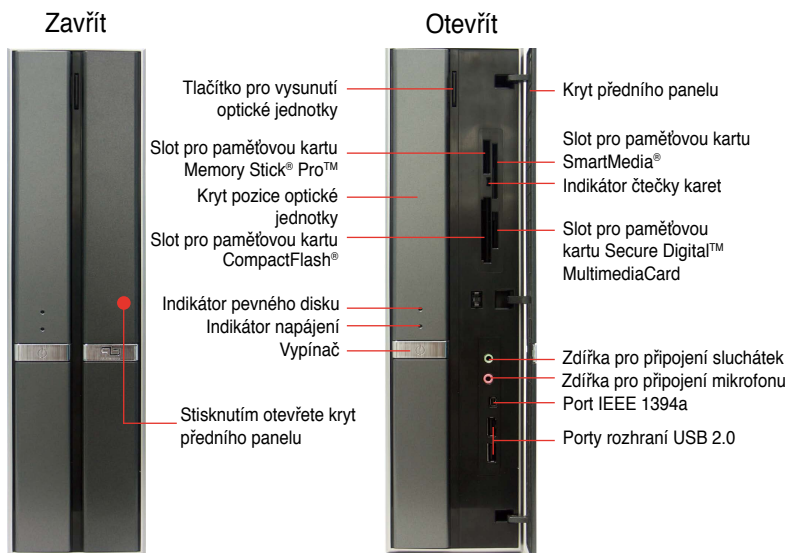 Zavřít
Otevřít
Tlačítko pro vysunutí
optické jednotky
Slot pro paměťovou kartu
Memory Stick® Pro™
Kryt pozice optické
jednotky
Slot pro paměťovou kartu
CompactFlash®
Indikátor pevného disku
Indikátor napájení
Vypínač
Stisknutím otevřete kryt
předního panelu
Kryt předního panelu
Slot pro paměťovou kartu
SmartMedia®
Indikátor čtečky karet
Slot pro paměťovou
kartu Secure Digital™
MultimediaCard
Zdířka pro připojení sluchátek
Zdířka pro připojení mikrofonu
Port IEEE 1394a
Porty rozhraní USB 2.0